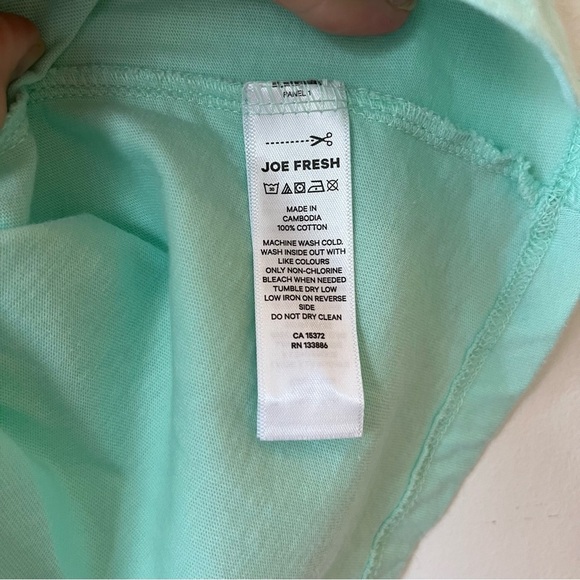 PANEL 1
JOE FRESH
MADE IN
CAMBODIA
100% COTTON
MACHINE WASH COLD.
WASH INSIDE OUT WITH
LIKE COLOURS
ONLY NON-CHLORINE
BLEACH WHEN NEEDED
TUMBLE DRY LOW
LOW IRON ON REVERSE
SIDE
DO NOT DRY CLEAN
CA 15372
RN 133886